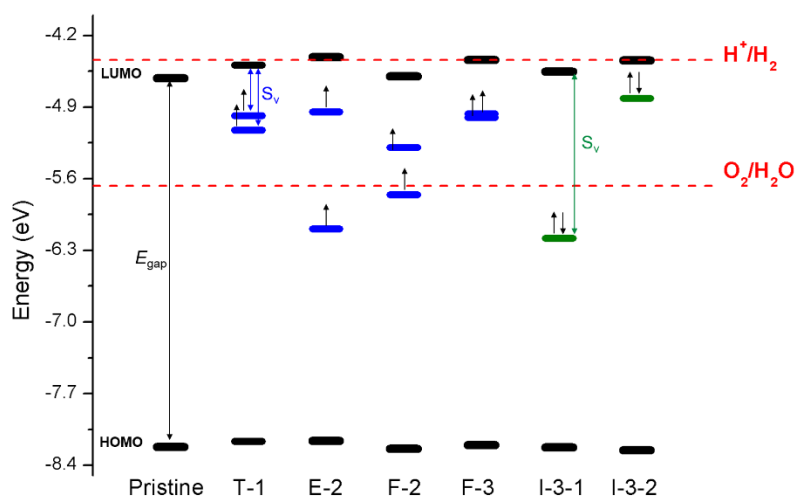 -4.2
-4.9
-5.6
-6.3
-7.0
-7.7
-8.4
Energy (eV)
LUMO
HOMO
E_gap
S_v
S_v
H⁺/H₂
O₂/H₂O
Pristine T-1 E-2 F-2 F-3 I-3-1 I-3-2